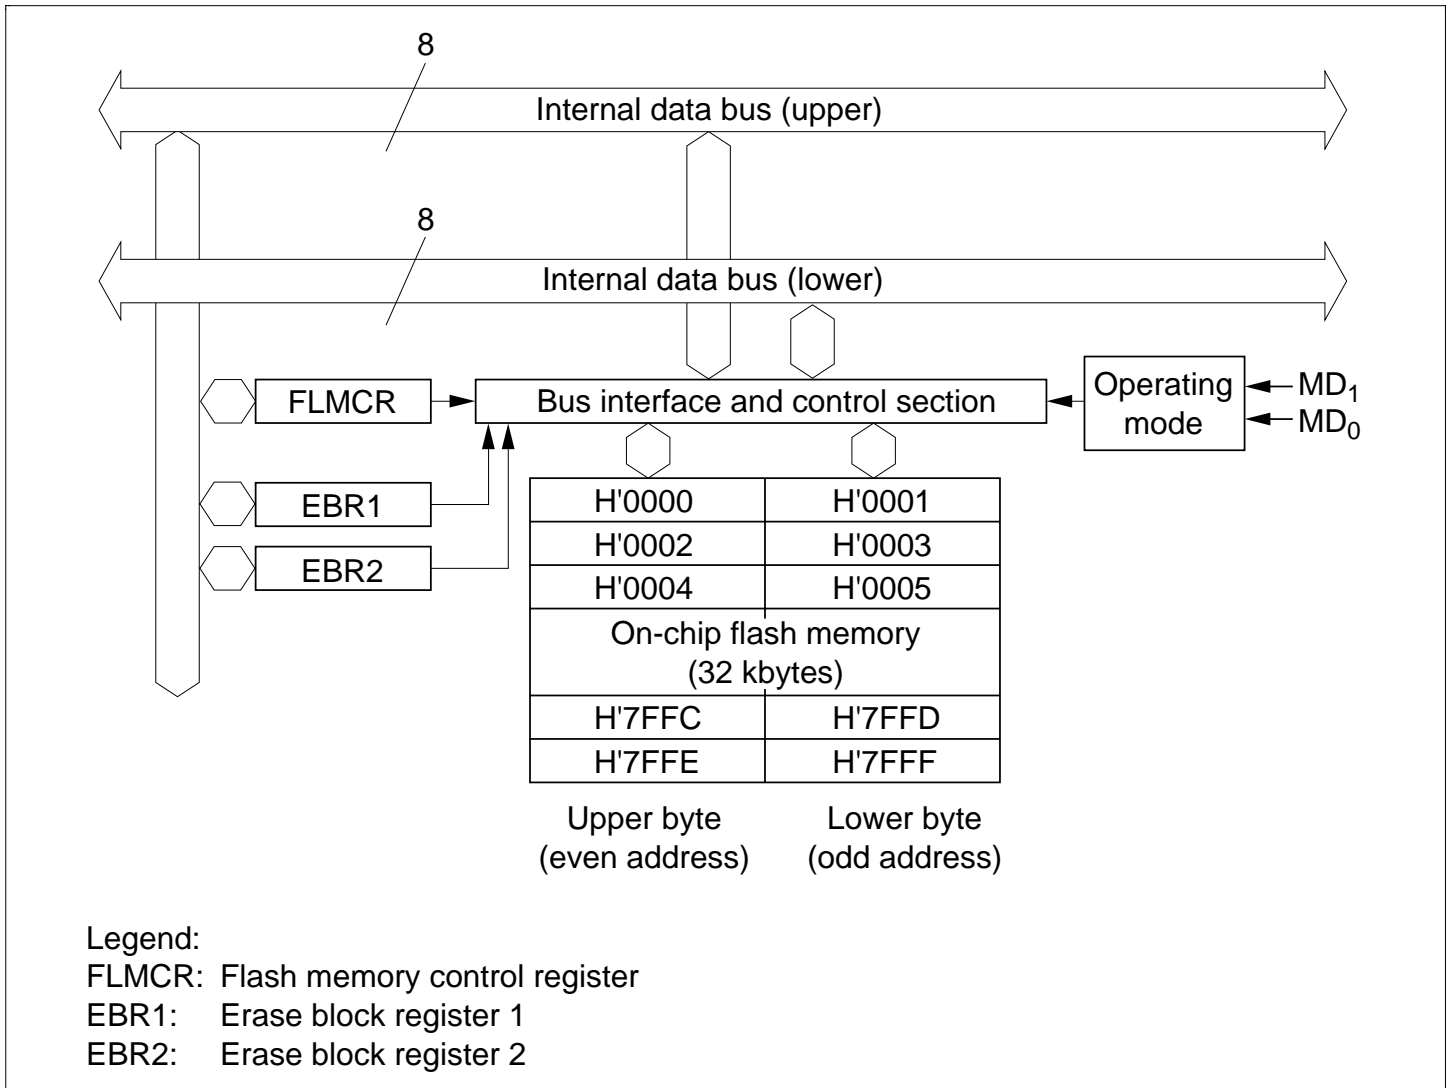 8
Internal data bus (upper)
8
Internal data bus (lower)
FLMCR
Bus interface and control section
Operating
mode
MD1
MD0
EBR1
EBR2
H'0000 H'0001
H'0002 H'0003
H'0004 H'0005
On-chip flash memory
(32 kbytes)
H'7FFC H'7FFD
H'7FFE H'7FFF
Upper byte
(even address)
Lower byte
(odd address)
Legend:
FLMCR: Flash memory control register
EBR1: Erase block register 1
EBR2: Erase block register 2